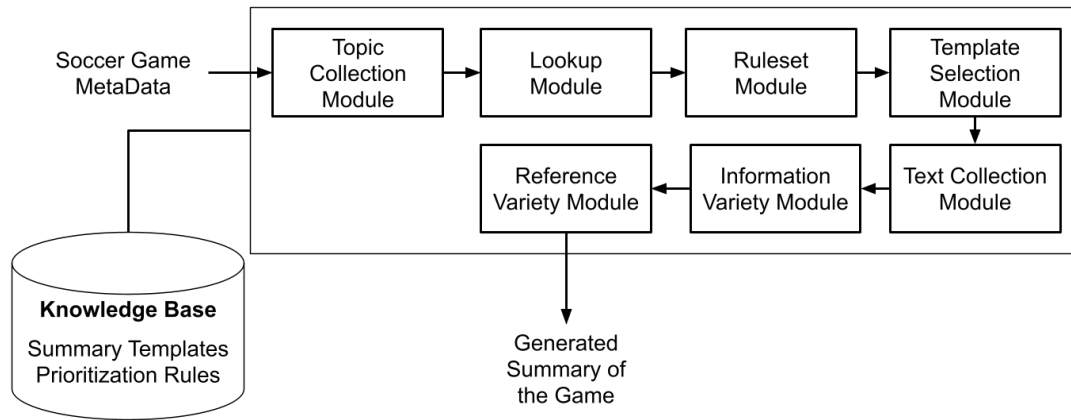 Soccer Game
MetaData
Topic
Collection
Module
Lookup
Module
Ruleset
Module
Template
Selection
Module
Reference
Variety Module
Information
Variety Module
Text Collection
Module
Knowledge Base
Summary Templates
Prioritization Rules
Generated
Summary of
the Game